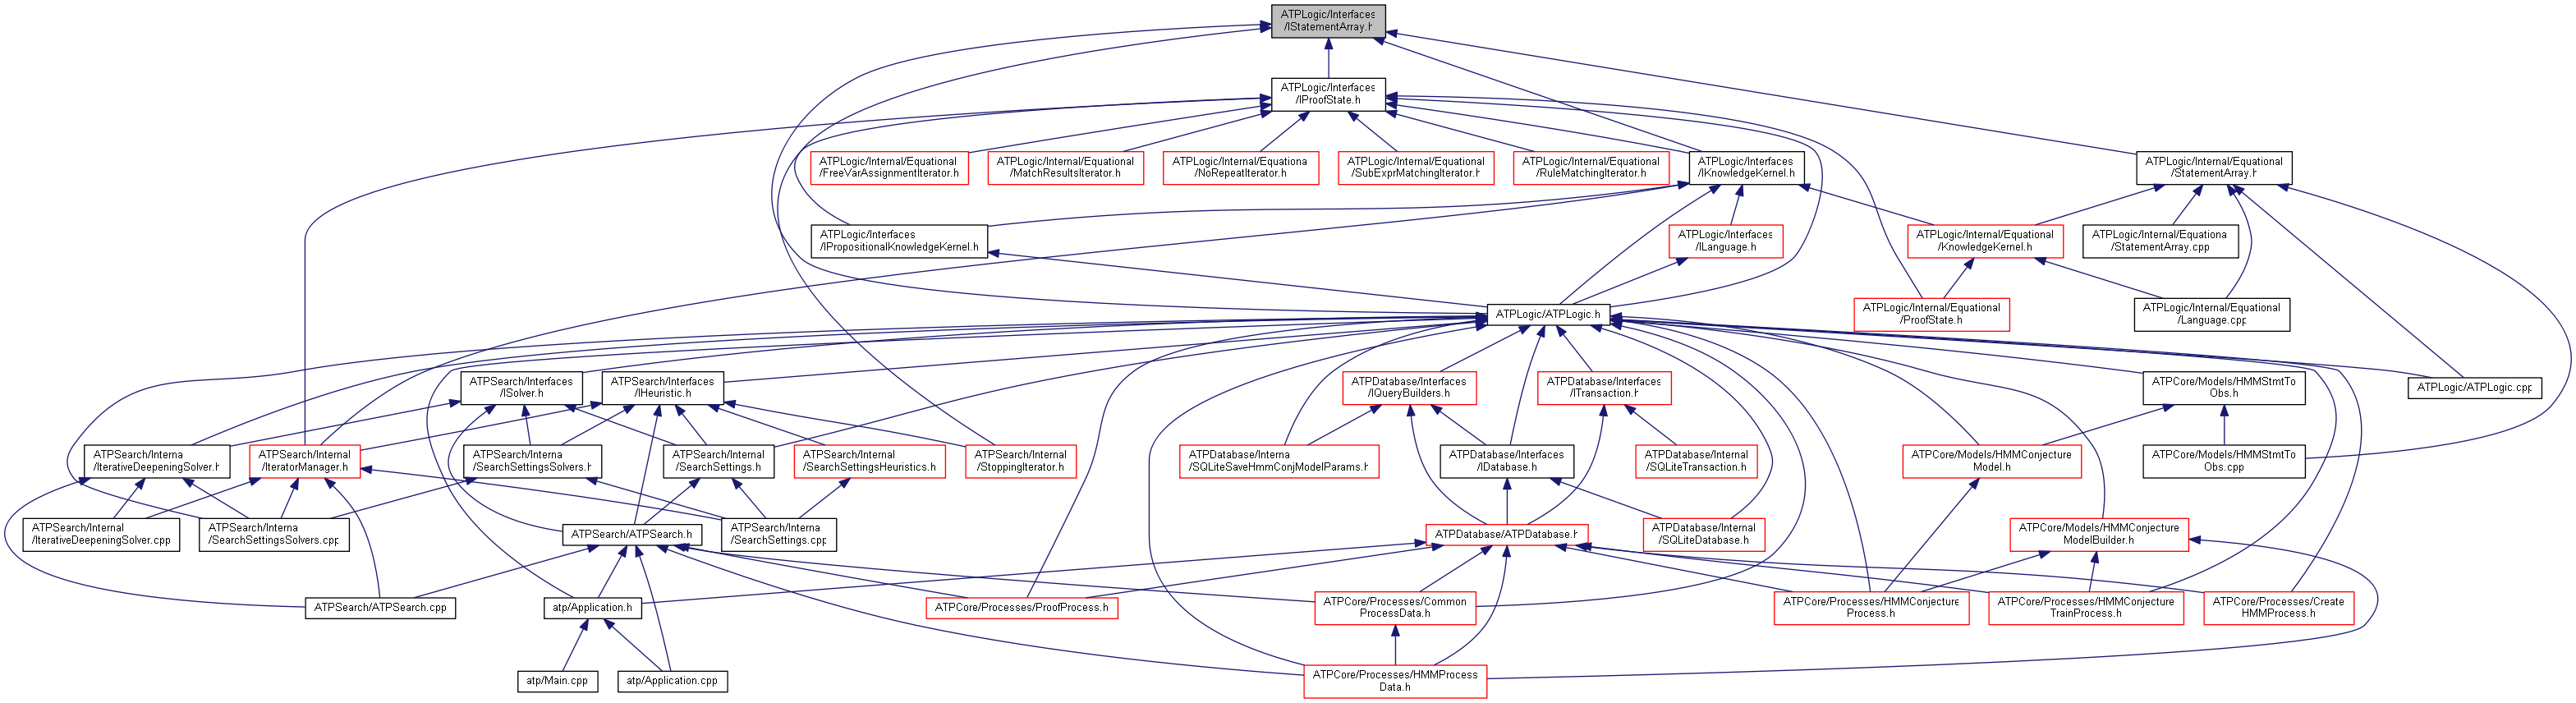 ATPLogic/Interfaces
/IStatementArray.h
ATPLogic/Interfaces
/IProofState.h
ATPLogic/Internal/Equational
/FreeVarAssignmentIterator.h
ATPLogic/Internal/Equational
/MatchResultsIterator.h
ATPLogic/Internal/Equationa
/NoRepeatIterator.h
ATPLogic/Internal/Equational
/SubExprMatchingIterator.h
ATPLogic/Internal/Equational
/RuleMatchingIterator.h
ATPLogic/Interfaces
/IKnowledgeKernel.h
ATPLogic/Internal/Equational
/StatementArray.h
ATPLogic/Interfaces
/IPropositionalKnowledgeKernel.h
ATPLogic/Interfaces
/ILanguage.h
ATPLogic/Internal/Equational
/KnowledgeKernel.h
ATPLogic/Internal/Equationa
/StatementArray.cpp
ATPLogic/ATPLogic.h
ATPLogic/Internal/Equational
/ProofState.h
ATPLogic/Internal/Equational
/Language.cpp
ATPSearch/Interfaces
/ISolver.h
ATPSearch/Interfaces
/IHeuristic.h
ATPDatabase/Interfaces
/IQueryBuilders.h
ATPDatabase/Interfaces
/ITransaction.h
ATPCore/Models/HMMStmtTo
Obs.h
ATPLogic/ATPLogic.cpp
ATPSearch/Interna
/IterativeDeepeningSolver.h
ATPSearch/Internal
/IteratorManager.h
ATPSearch/Interna
/SearchSettingsSolvers.h
ATPSearch/Internal
/SearchSettings.h
ATPSearch/Internal
/SearchSettingsHeuristics.h
ATPSearch/Internal
/StoppingIterator.h
ATPDatabase/Interna
/SQLiteSaveHmmConjModelParams.h
ATPDatabase/Interfaces
/IDatabase.h
ATPDatabase/Internal
/SQLiteTransaction.h
ATPCore/Models/HMMConjecture
Model.h
ATPCore/Models/HMMStmtTo
Obs.cpp
ATPSearch/Internal
/IterativeDeepeningSolver.cpp
ATPSearch/Interna
/SearchSettingsSolvers.cpp
ATPSearch/ATPSearch.h
ATPSearch/Interna
/SearchSettings.cpp
ATPDatabase/ATPDatabase.h
ATPDatabase/Internal
/SQLiteDatabase.h
ATPCore/Models/HMMConjecture
ModelBuilder.h
ATPSearch/ATPSearch.cpp
atp/Application.h
ATPCore/Processes/ProofProcess.h
ATPCore/Processes/Common
ProcessData.h
ATPCore/Processes/HMMConjecture
Process.h
ATPCore/Processes/HMMConjecture
TrainProcess.h
ATPCore/Processes/Create
HMMProcess.h
atp/Main.cpp
atp/Application.cpp
ATPCore/Processes/HMMProcess
Data.h